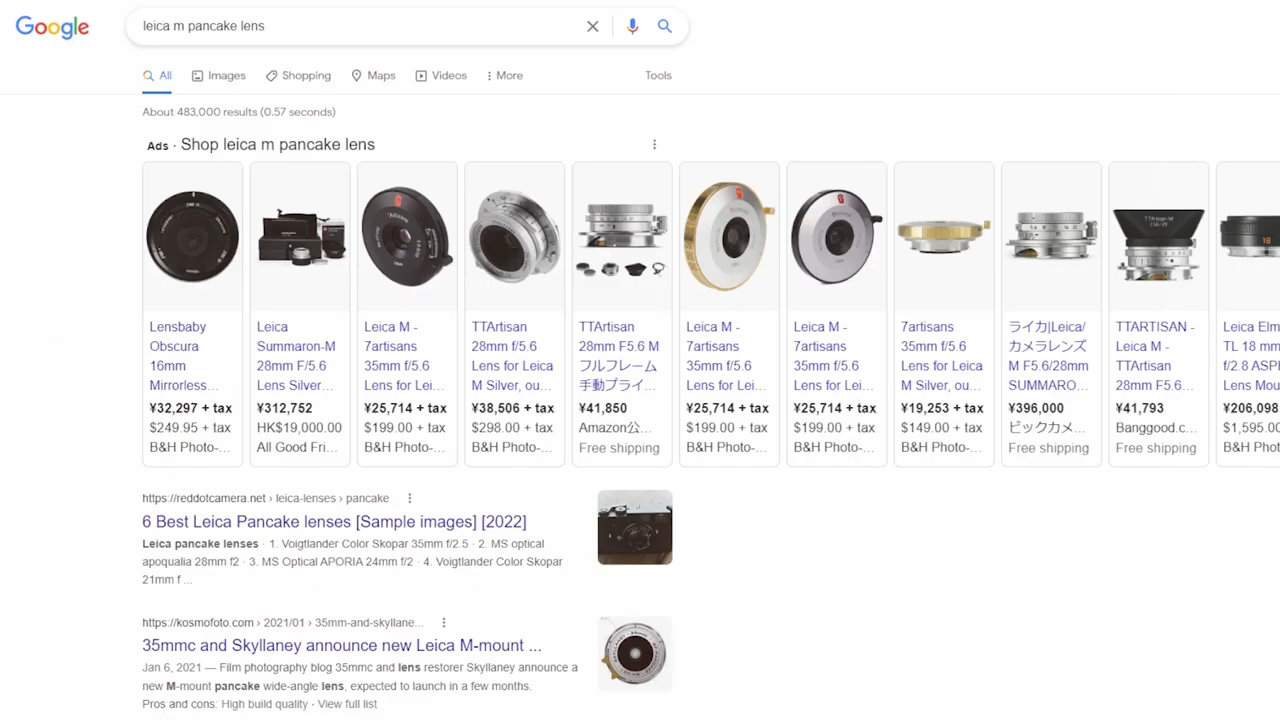 Google
leica m pancake lens
All
Images
Shopping
Maps
Videos
More
Tools
About 483,000 results (0.57 seconds)
Ads · Shop leica m pancake lens
Lensbaby
Obscura
16mm
Mirrorless...
¥32,297 + tax
$249.95 + tax
B&H Photo-...
Leica
Summaron-M
28mm F/5.6
Lens Silver...
¥312,752
HK$19,000.00
All Good Fri...
Leica M -
7artisans
35mm f/5.6
Lens for Lei...
¥25,714 + tax
$199.00 + tax
B&H Photo-...
TTArtisan
28mm f/5.6
Lens for Leica
M Silver, ou...
¥38,506 + tax
$298.00 + tax
B&H Photo-...
TTArtisan
28mm F5.6 M
フルフレーム
手動プライ...
¥41,850
Amazon公...
Free shipping
Leica M -
7artisans
35mm f/5.6
Lens for Lei...
¥25,714 + tax
$199.00 + tax
B&H Photo-...
Leica M -
7artisans
35mm f/5.6
Lens for Lei...
¥25,714 + tax
$199.00 + tax
B&H Photo-...
7artisans
35mm f/5.6
Lens for Leica
M Silver, ou...
¥19,253 + tax
$149.00 + tax
B&H Photo-...
ライカ|Leica/
カメラレンズ
M F5.6/28mm
SUMMARO...
¥396,000
ビックカメ...
Free shipping
TTArtisan-M
TTARTISAN -
Leica M -
TTArtisan
28mm F5.6...
¥41,793
Banggood.c...
Free shipping
18
Leica Elm
TL 18 mm
f/2.8 ASPH
Lens Mou
¥206,098
$1,595.00
B&H Phot
https://reddotcamera.net › leica-lenses › pancake
6 Best Leica Pancake lenses [Sample images] [2022]
Leica pancake lenses · 1. Voigtlander Color Skopar 35mm f/2.5 · 2. MS optical
apoqualia 28mm f2 · 3. MS Optical APORIA 24mm f/2 · 4. Voigtlander Color Skopar
21mm f ...
https://kosmofoto.com › 2021/01 › 35mm-and-skyllane...
35mmc and Skyllaney announce new Leica M-mount ...
Jan 6, 2021 — Film photography blog 35mmc and lens restorer Skyllaney announce a
new M-mount pancake wide-angle lens, expected to launch in a few months.
Pros and cons: High build quality · View full list